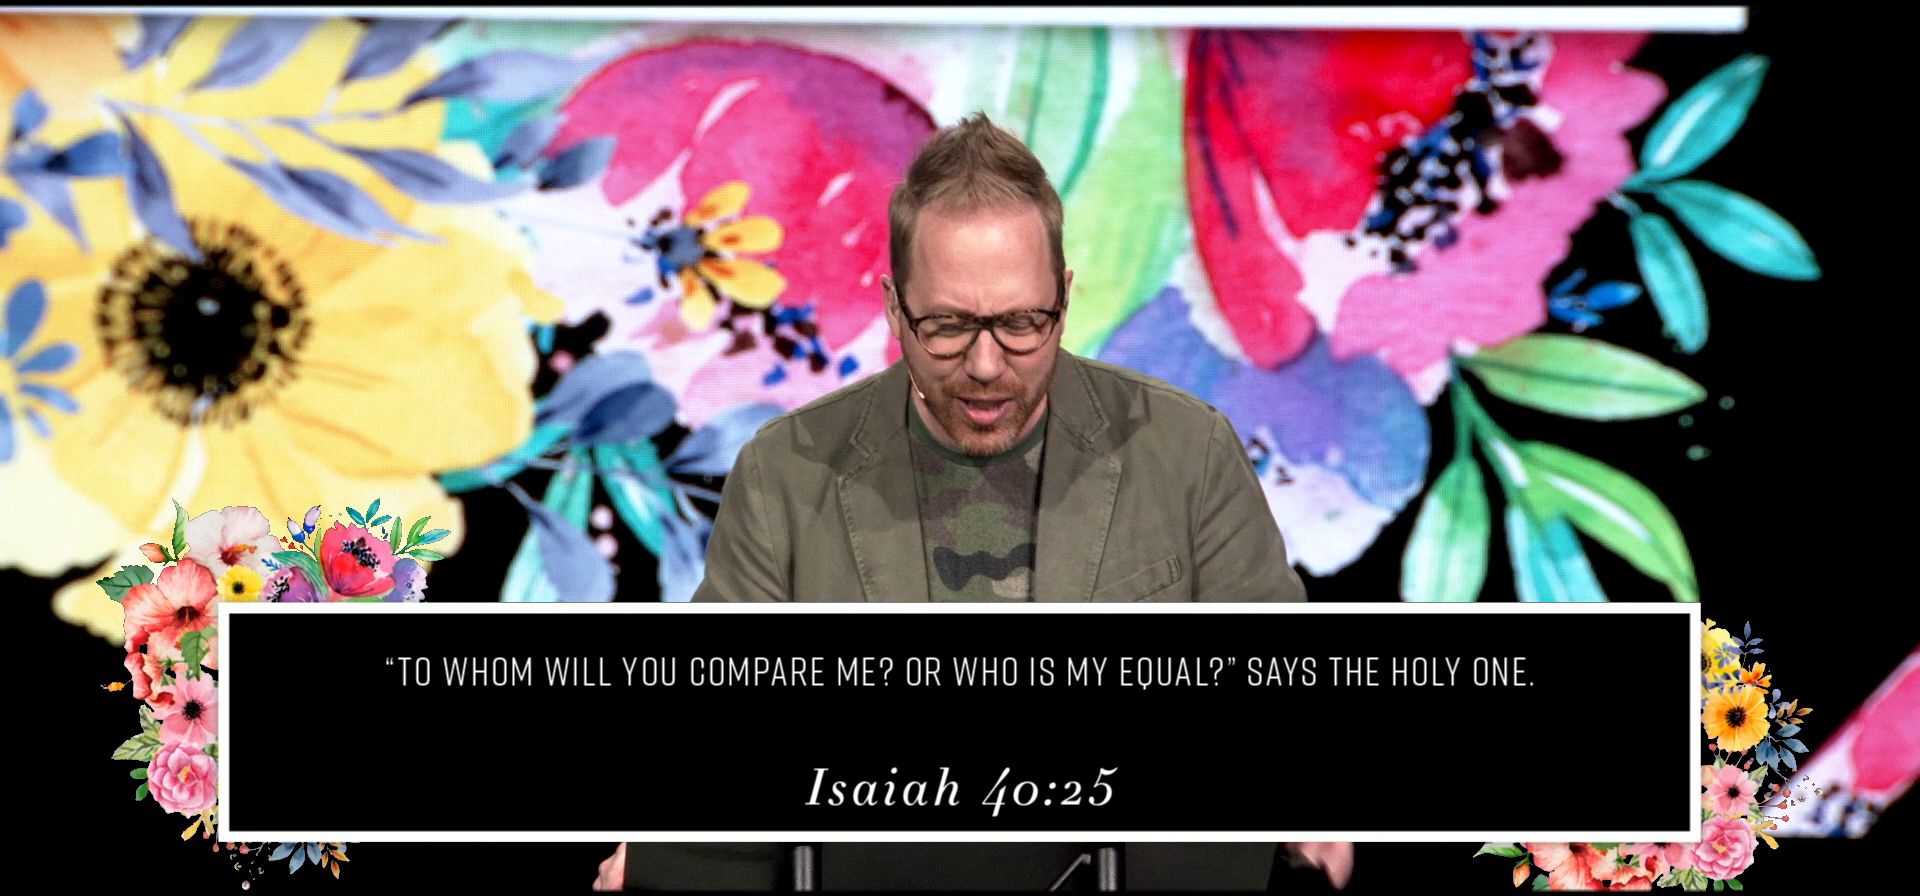 “TO WHOM WILL YOU COMPARE ME? OR WHO IS MY EQUAL?” SAYS THE HOLY ONE.
Isaiah 40:25